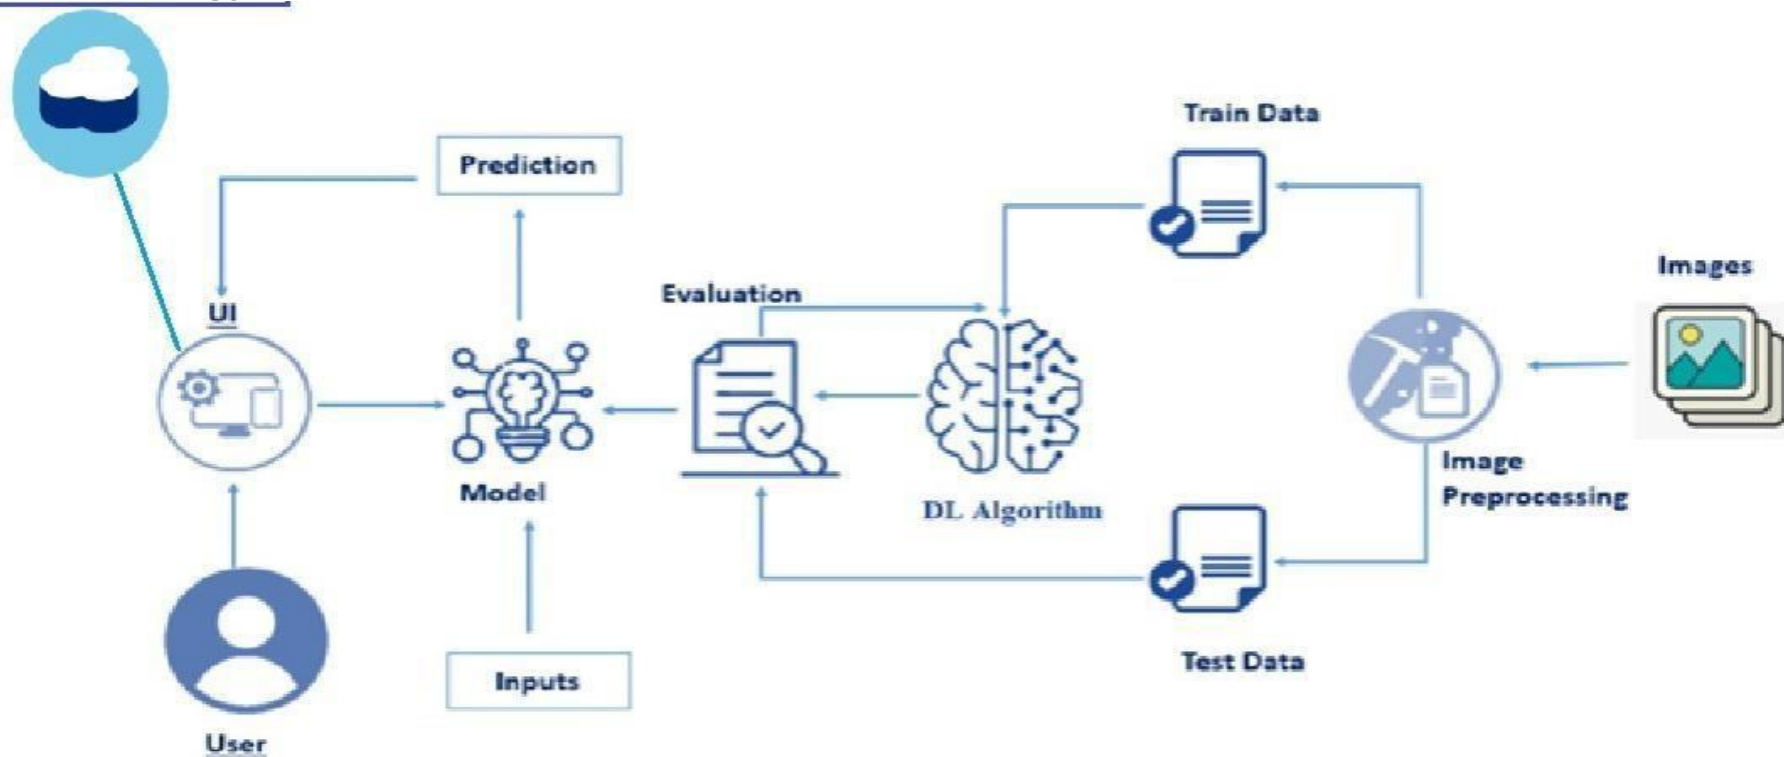 Train Data
Prediction
Images
Evaluation
UI
Image
Preprocessing
Model
DL Algorithm
Test Data
Inputs
User